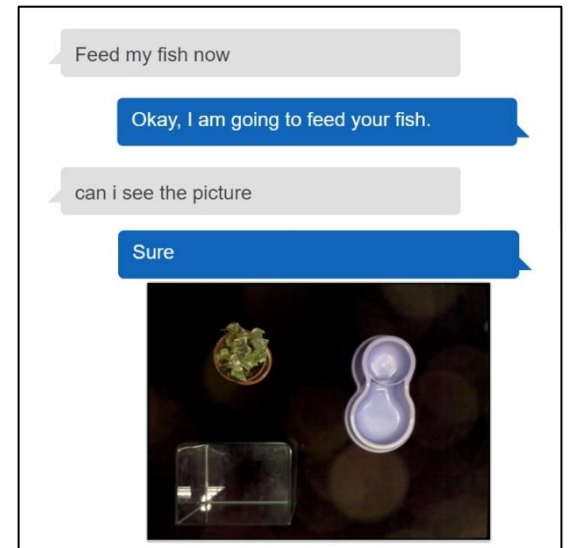 Feed my fish now
Okay, I am going to feed your fish.
can i see the picture
Sure